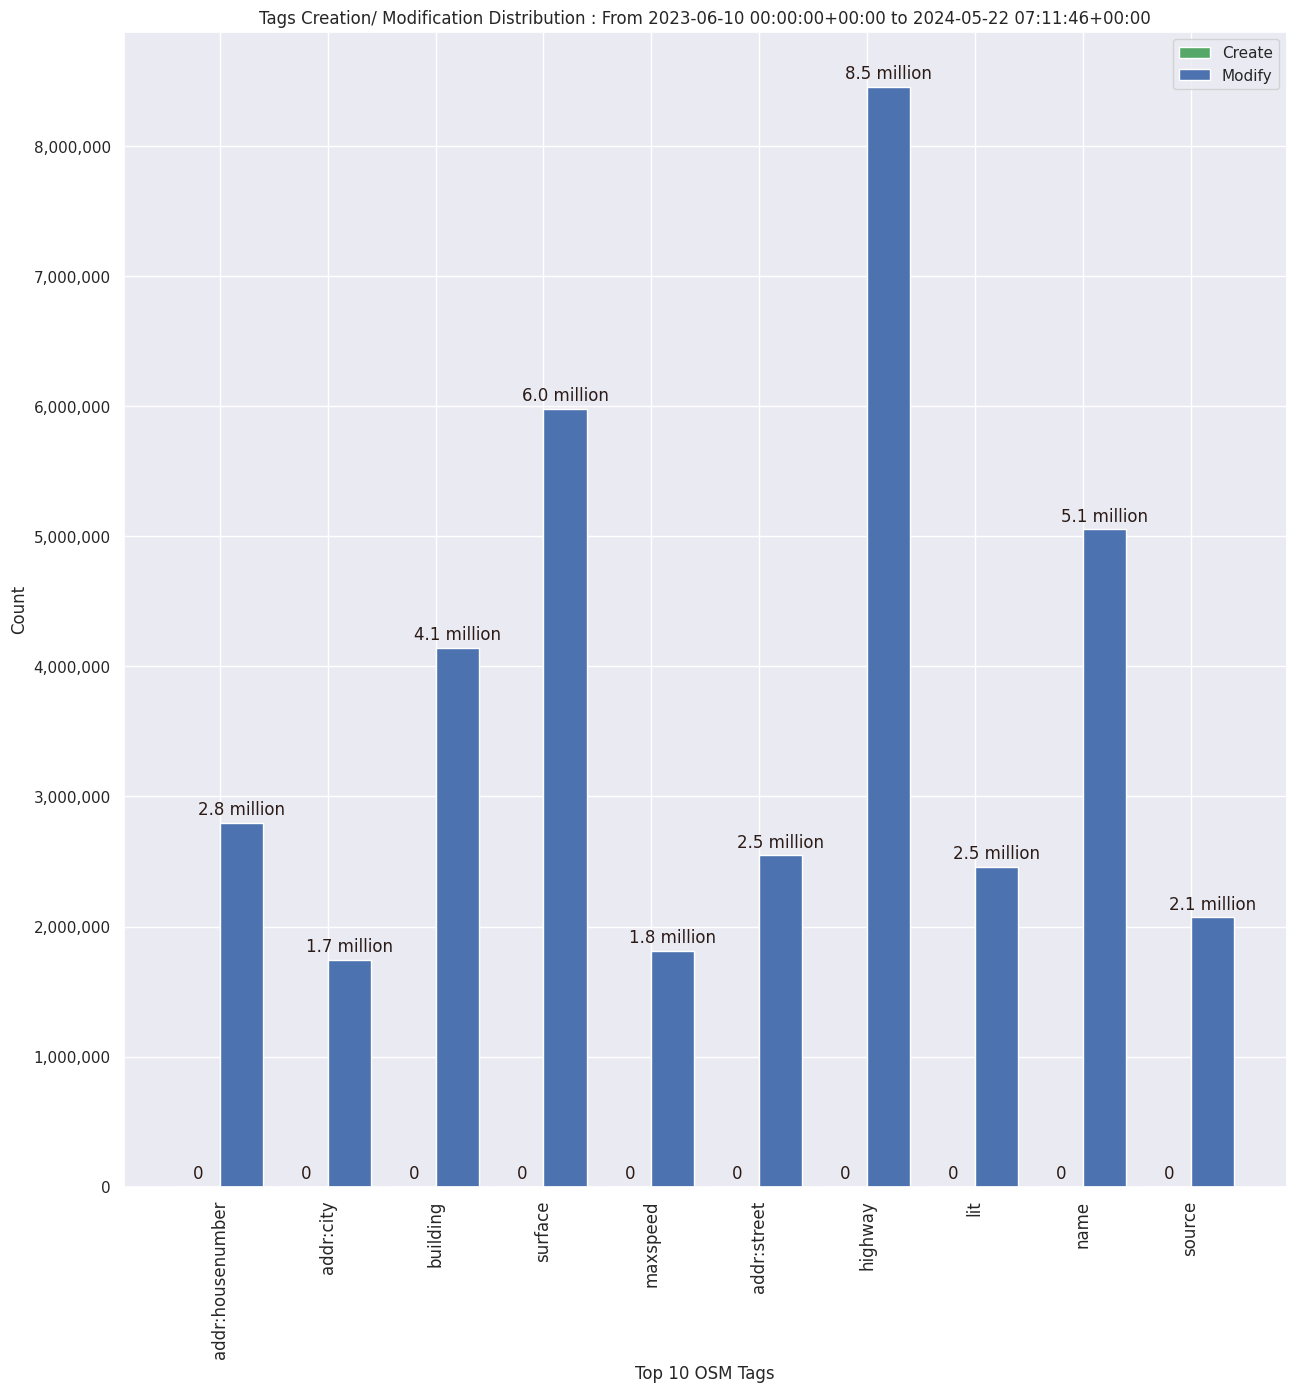 Tags Creation/ Modification Distribution : From 2023-06-10 00:00:00+00:00 to 2024-05-22 07:11:46+00:00
Create
Modify
8.5 million
8,000,000
7,000,000
6.0 million
6,000,000
5.1 million
5,000,000
4.1 million
4,000,000
3,000,000
2.8 million
2.5 million
2.5 million
2,000,000
2.1 million
1.8 million
1.7 million
1,000,000
0
0
0
0
0
0
0
0
0
0
0
Count
addr:housenumber
addr:city
building
surface
maxspeed
addr:street
highway
lit
name
source
Top 10 OSM Tags